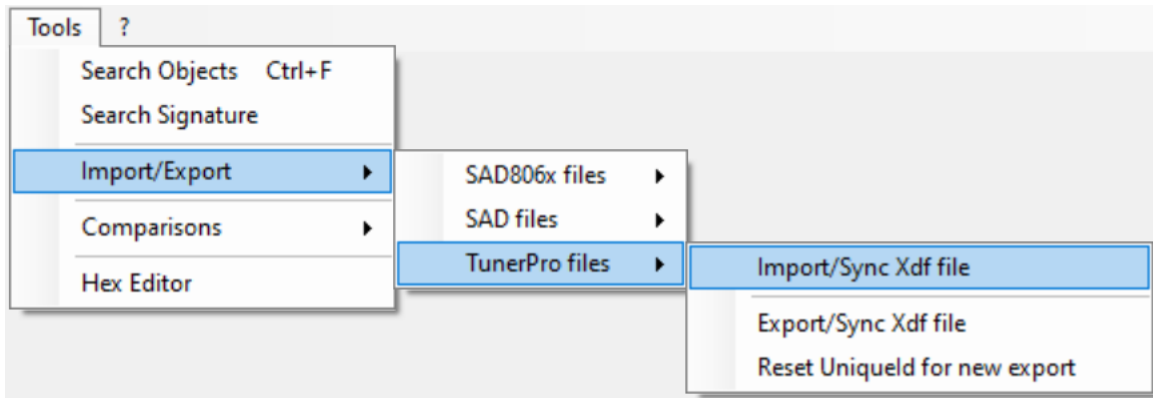 Tools ?
Search Objects Ctrl+F
Search Signature
Import/Export
Comparisons
Hex Editor
SAD806x files
SAD files
TunerPro files
Import/Sync Xdf file
Export/Sync Xdf file
Reset UniqueId for new export